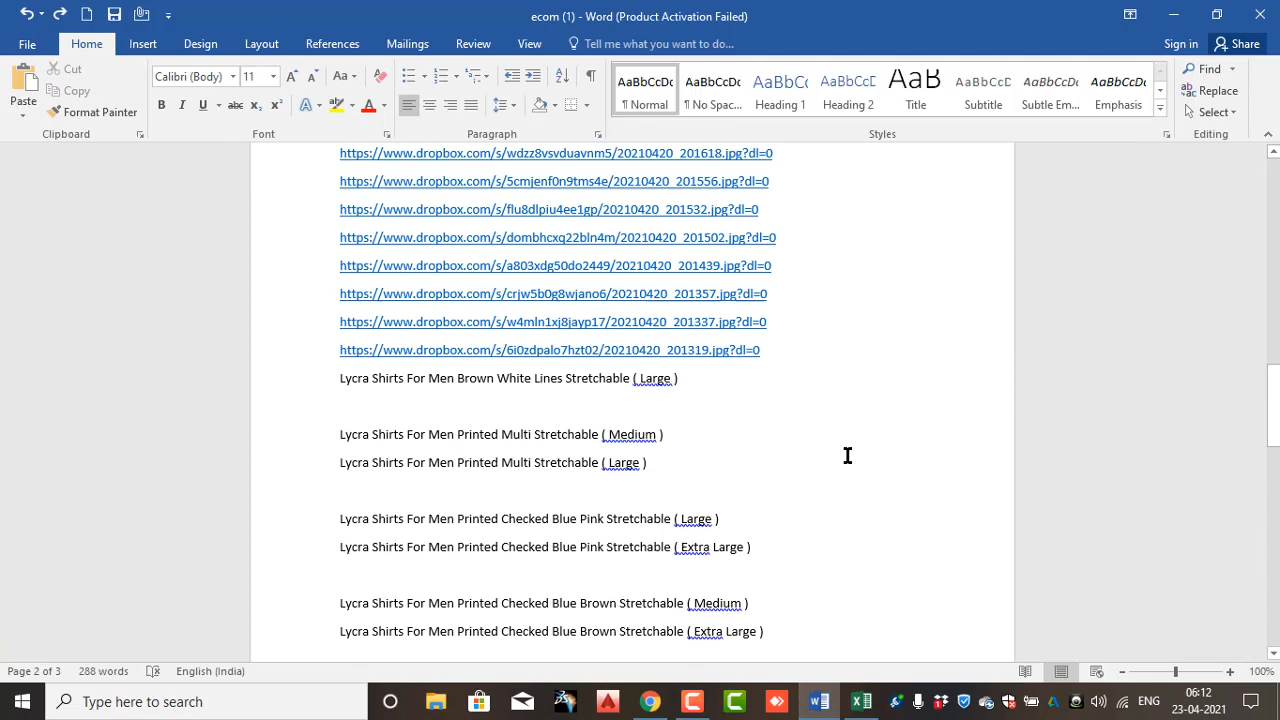 ecom (1) - Word (Product Activation Failed)
File Home Insert Design Layout References Mailings Review View Tell me what you want to do... Sign in Share
Paste Cut Copy Format Painter
Calibri (Body) 11
AaBbCcDc AaBbCcDc AaBbCc AaBbCcC AaB AaBbCcC AaBbCcDc AaBbCcDc
¶ Normal ¶ No Spac... Heading 1 Heading 2 Title Subtitle Subtle Em... Emphasis
Find Replace Select
Clipboard Font Paragraph Styles Editing
https://www.dropbox.com/s/wdzz8vsvduavnm5/20210420_201618.jpg?dl=0
https://www.dropbox.com/s/5cmjenf0n9tms4e/20210420_201556.jpg?dl=0
https://www.dropbox.com/s/flu8dlpiu4ee1gp/20210420_201532.jpg?dl=0
https://www.dropbox.com/s/dombhcxq22bln4m/20210420_201502.jpg?dl=0
https://www.dropbox.com/s/a803xdg50do2449/20210420_201439.jpg?dl=0
https://www.dropbox.com/s/crjw5b0g8wjano6/20210420_201357.jpg?dl=0
https://www.dropbox.com/s/w4mln1xj8jayp17/20210420_201337.jpg?dl=0
https://www.dropbox.com/s/6i0zdpalo7hzt02/20210420_201319.jpg?dl=0
Lycra Shirts For Men Brown White Lines Stretchable ( Large )
Lycra Shirts For Men Printed Multi Stretchable ( Medium )
Lycra Shirts For Men Printed Multi Stretchable ( Large )
Lycra Shirts For Men Printed Checked Blue Pink Stretchable ( Large )
Lycra Shirts For Men Printed Checked Blue Pink Stretchable ( Extra Large )
Lycra Shirts For Men Printed Checked Blue Brown Stretchable ( Medium )
Lycra Shirts For Men Printed Checked Blue Brown Stretchable ( Extra Large )
Page 2 of 3 288 words English (India) 100%
Type here to search ENG 06:12
23-04-2021